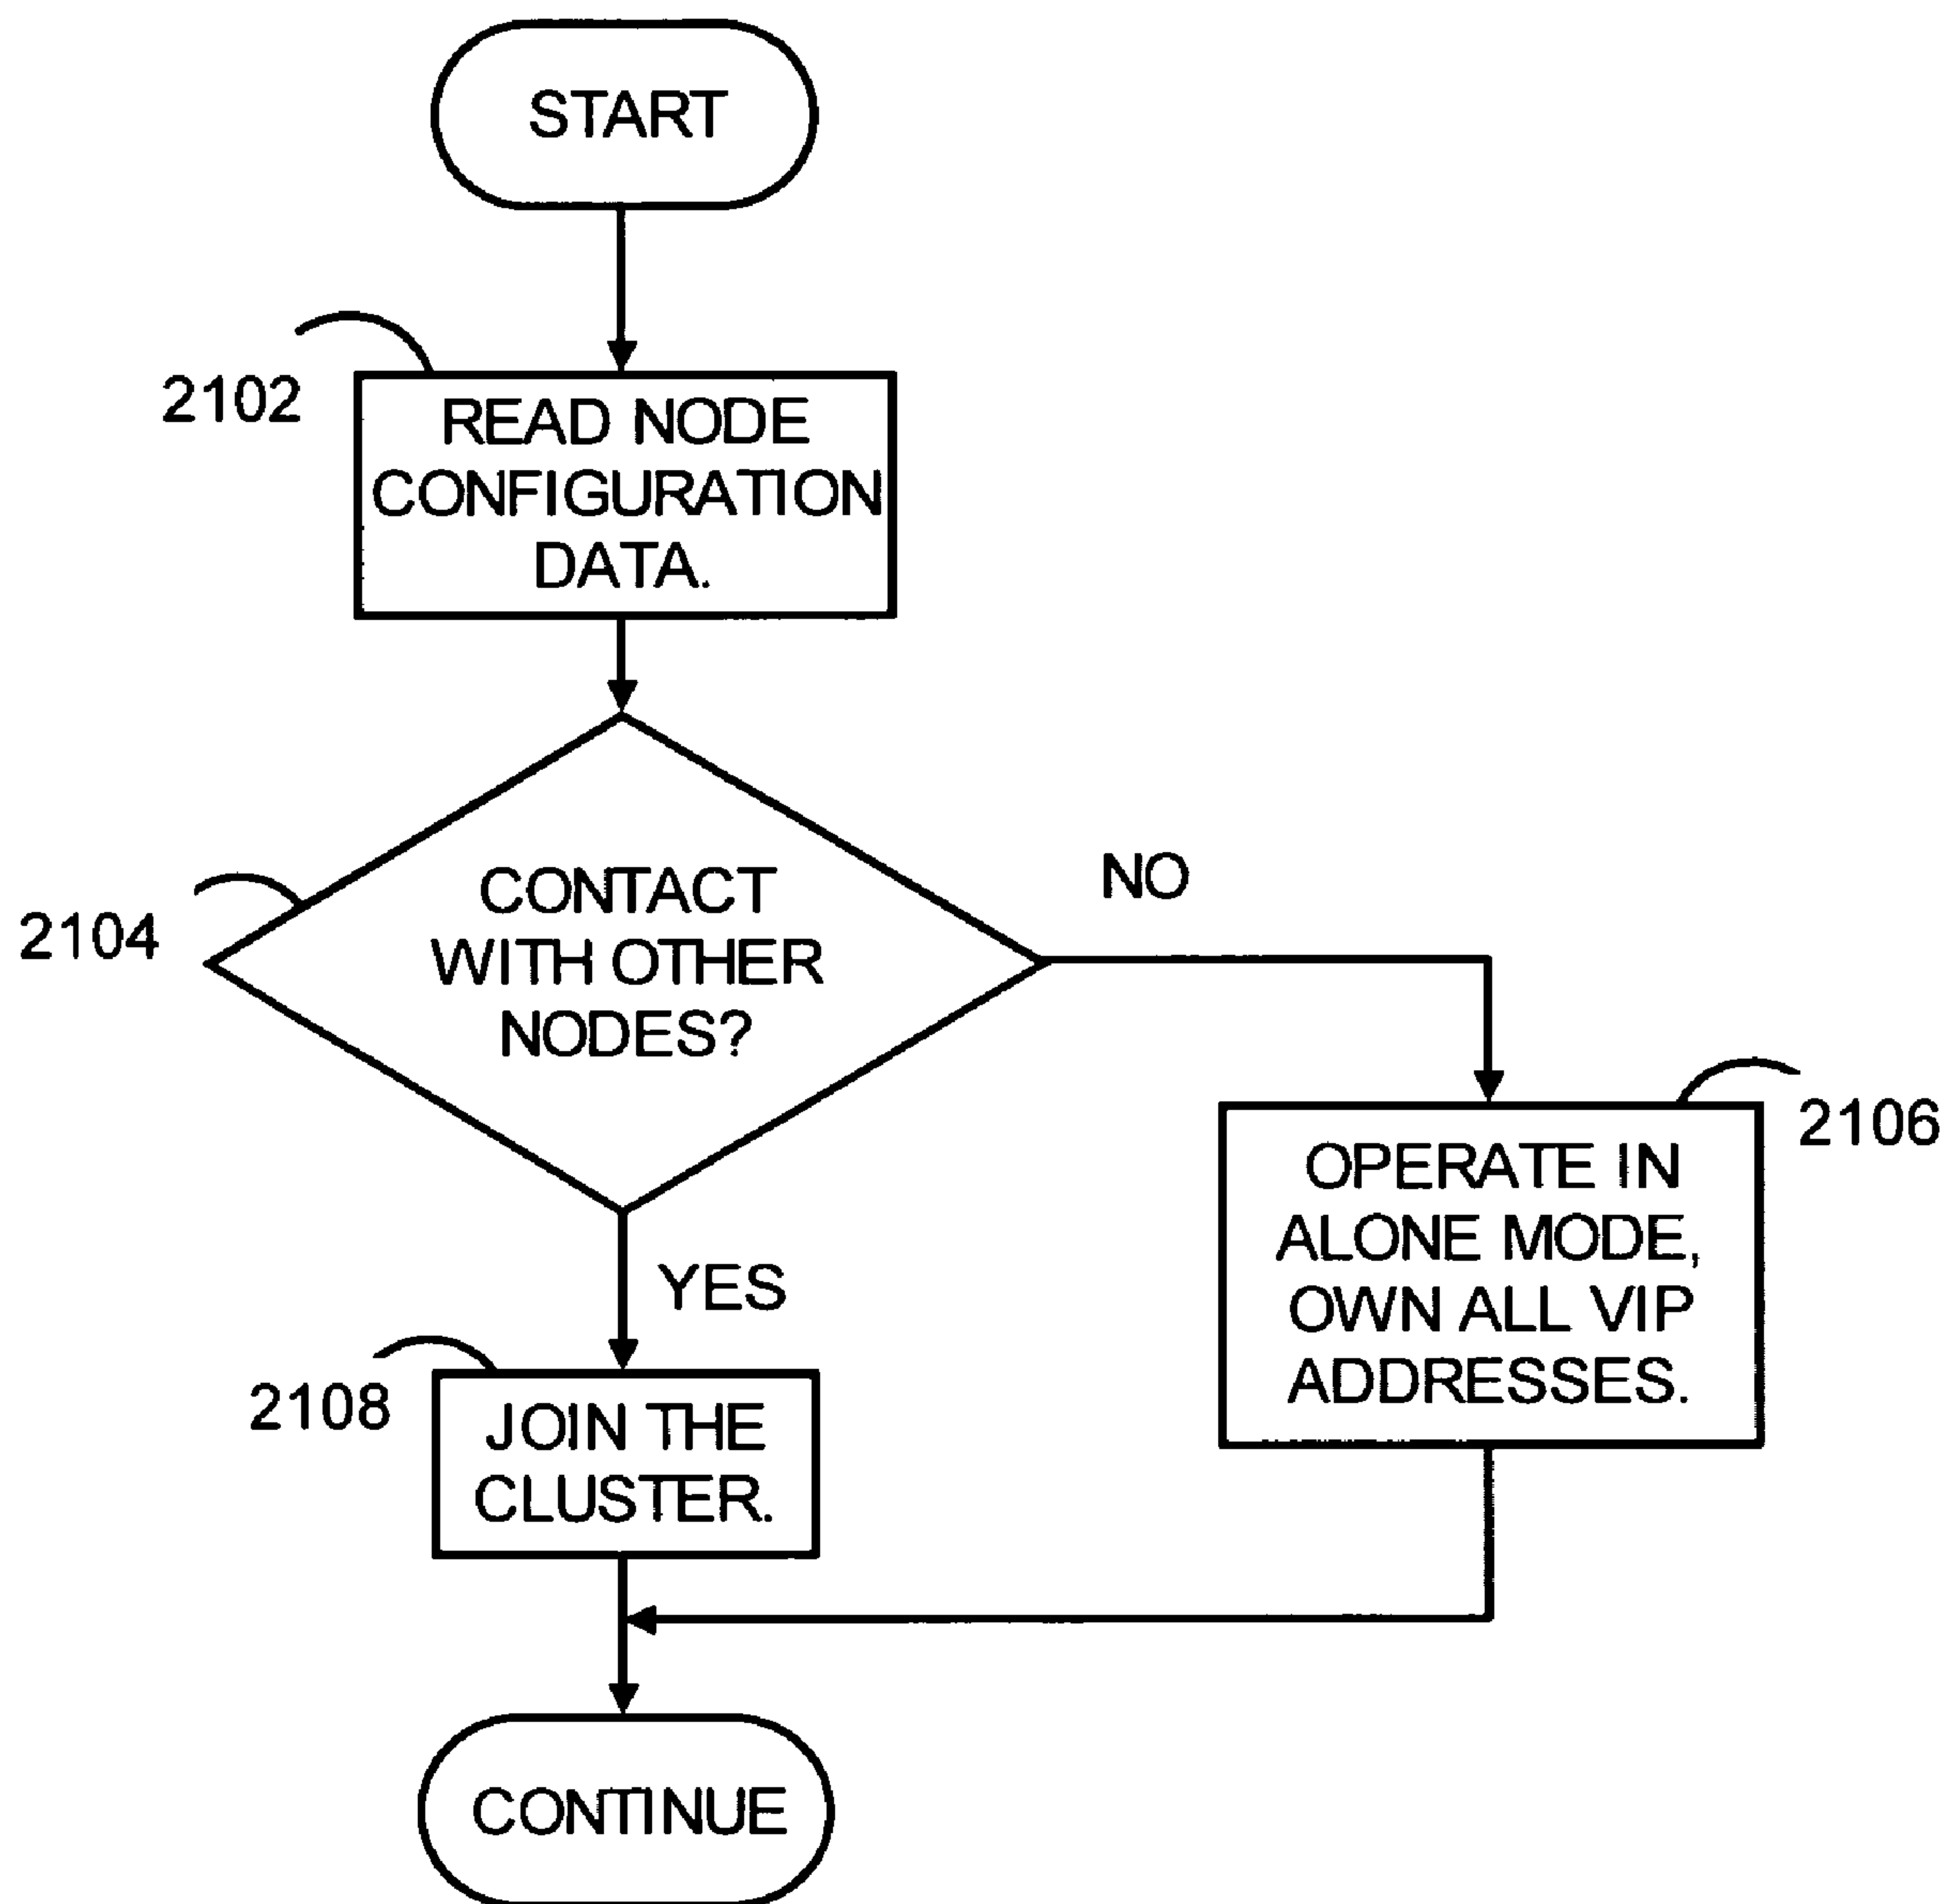 START
2102
READ NODE
CONFIGURATION
DATA.
2104
CONTACT
WITH OTHER
NODES?
NO
YES
2106
OPERATE IN
ALONE MODE,
OWN ALL VIP
ADDRESSES.
2108
JOIN THE
CLUSTER.
CONTINUE